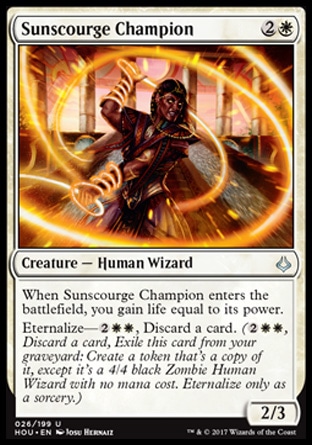 Sunscourge Champion 2
Creature — Human Wizard
When Sunscourge Champion enters the
battlefield, you gain life equal to its power.
Eternalize—2, Discard a card. (2,
Discard a card, Exile this card from your
graveyard: Create a token that's a copy of
it, except it's a 4/4 black Zombie Human
Wizard with no mana cost. Eternalize only as
a sorcery.)
2/3
026/199 U
HOU • EN Josu Hernaiz
™ & © 2017 Wizards of the Coast